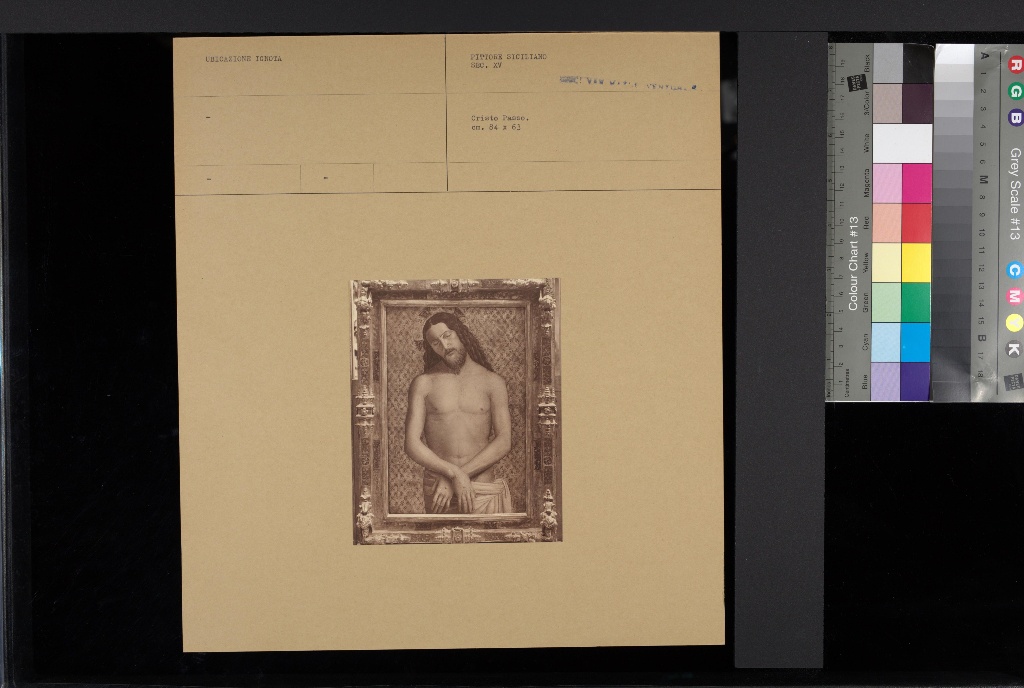 UBICAZIONE IGNOTA
PITTORE SICILIANO
SEC. XV
-
Cristo Passo.
cm. 84 x 63
-
-
Colour Chart #13
Blue
Cyan
Green
Yellow
Red
Magenta
White
3/Color
Black
Centimetres
Grey Scale #13
R
G
B
C
M
Y
K
A
1
2
3
4
5
6
M
8
9
10
11
12
13
14
15
B
17
18